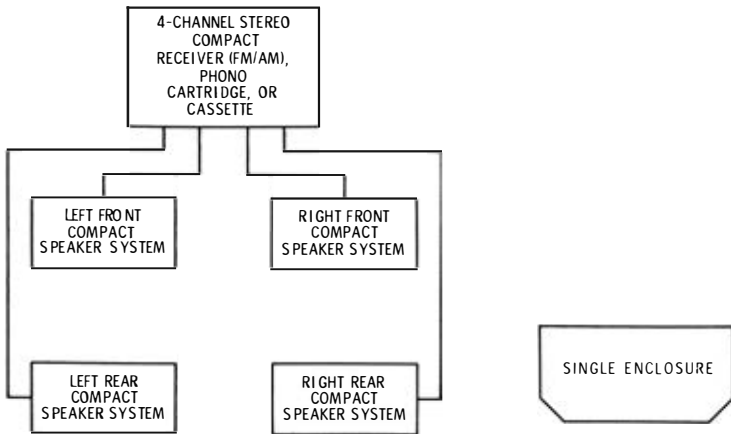 4-CHANNEL STEREO
COMPACT
RECEIVER (FM/AM),
PHONO
CARTRIDGE, OR
CASSETTE
LEFT FRONT
COMPACT
SPEAKER SYSTEM
RIGHT FRONT
COMPACT
SPEAKER SYSTEM
LEFT REAR
COMPACT
SPEAKER SYSTEM
RIGHT REAR
COMPACT
SPEAKER SYSTEM
SINGLE ENCLOSURE